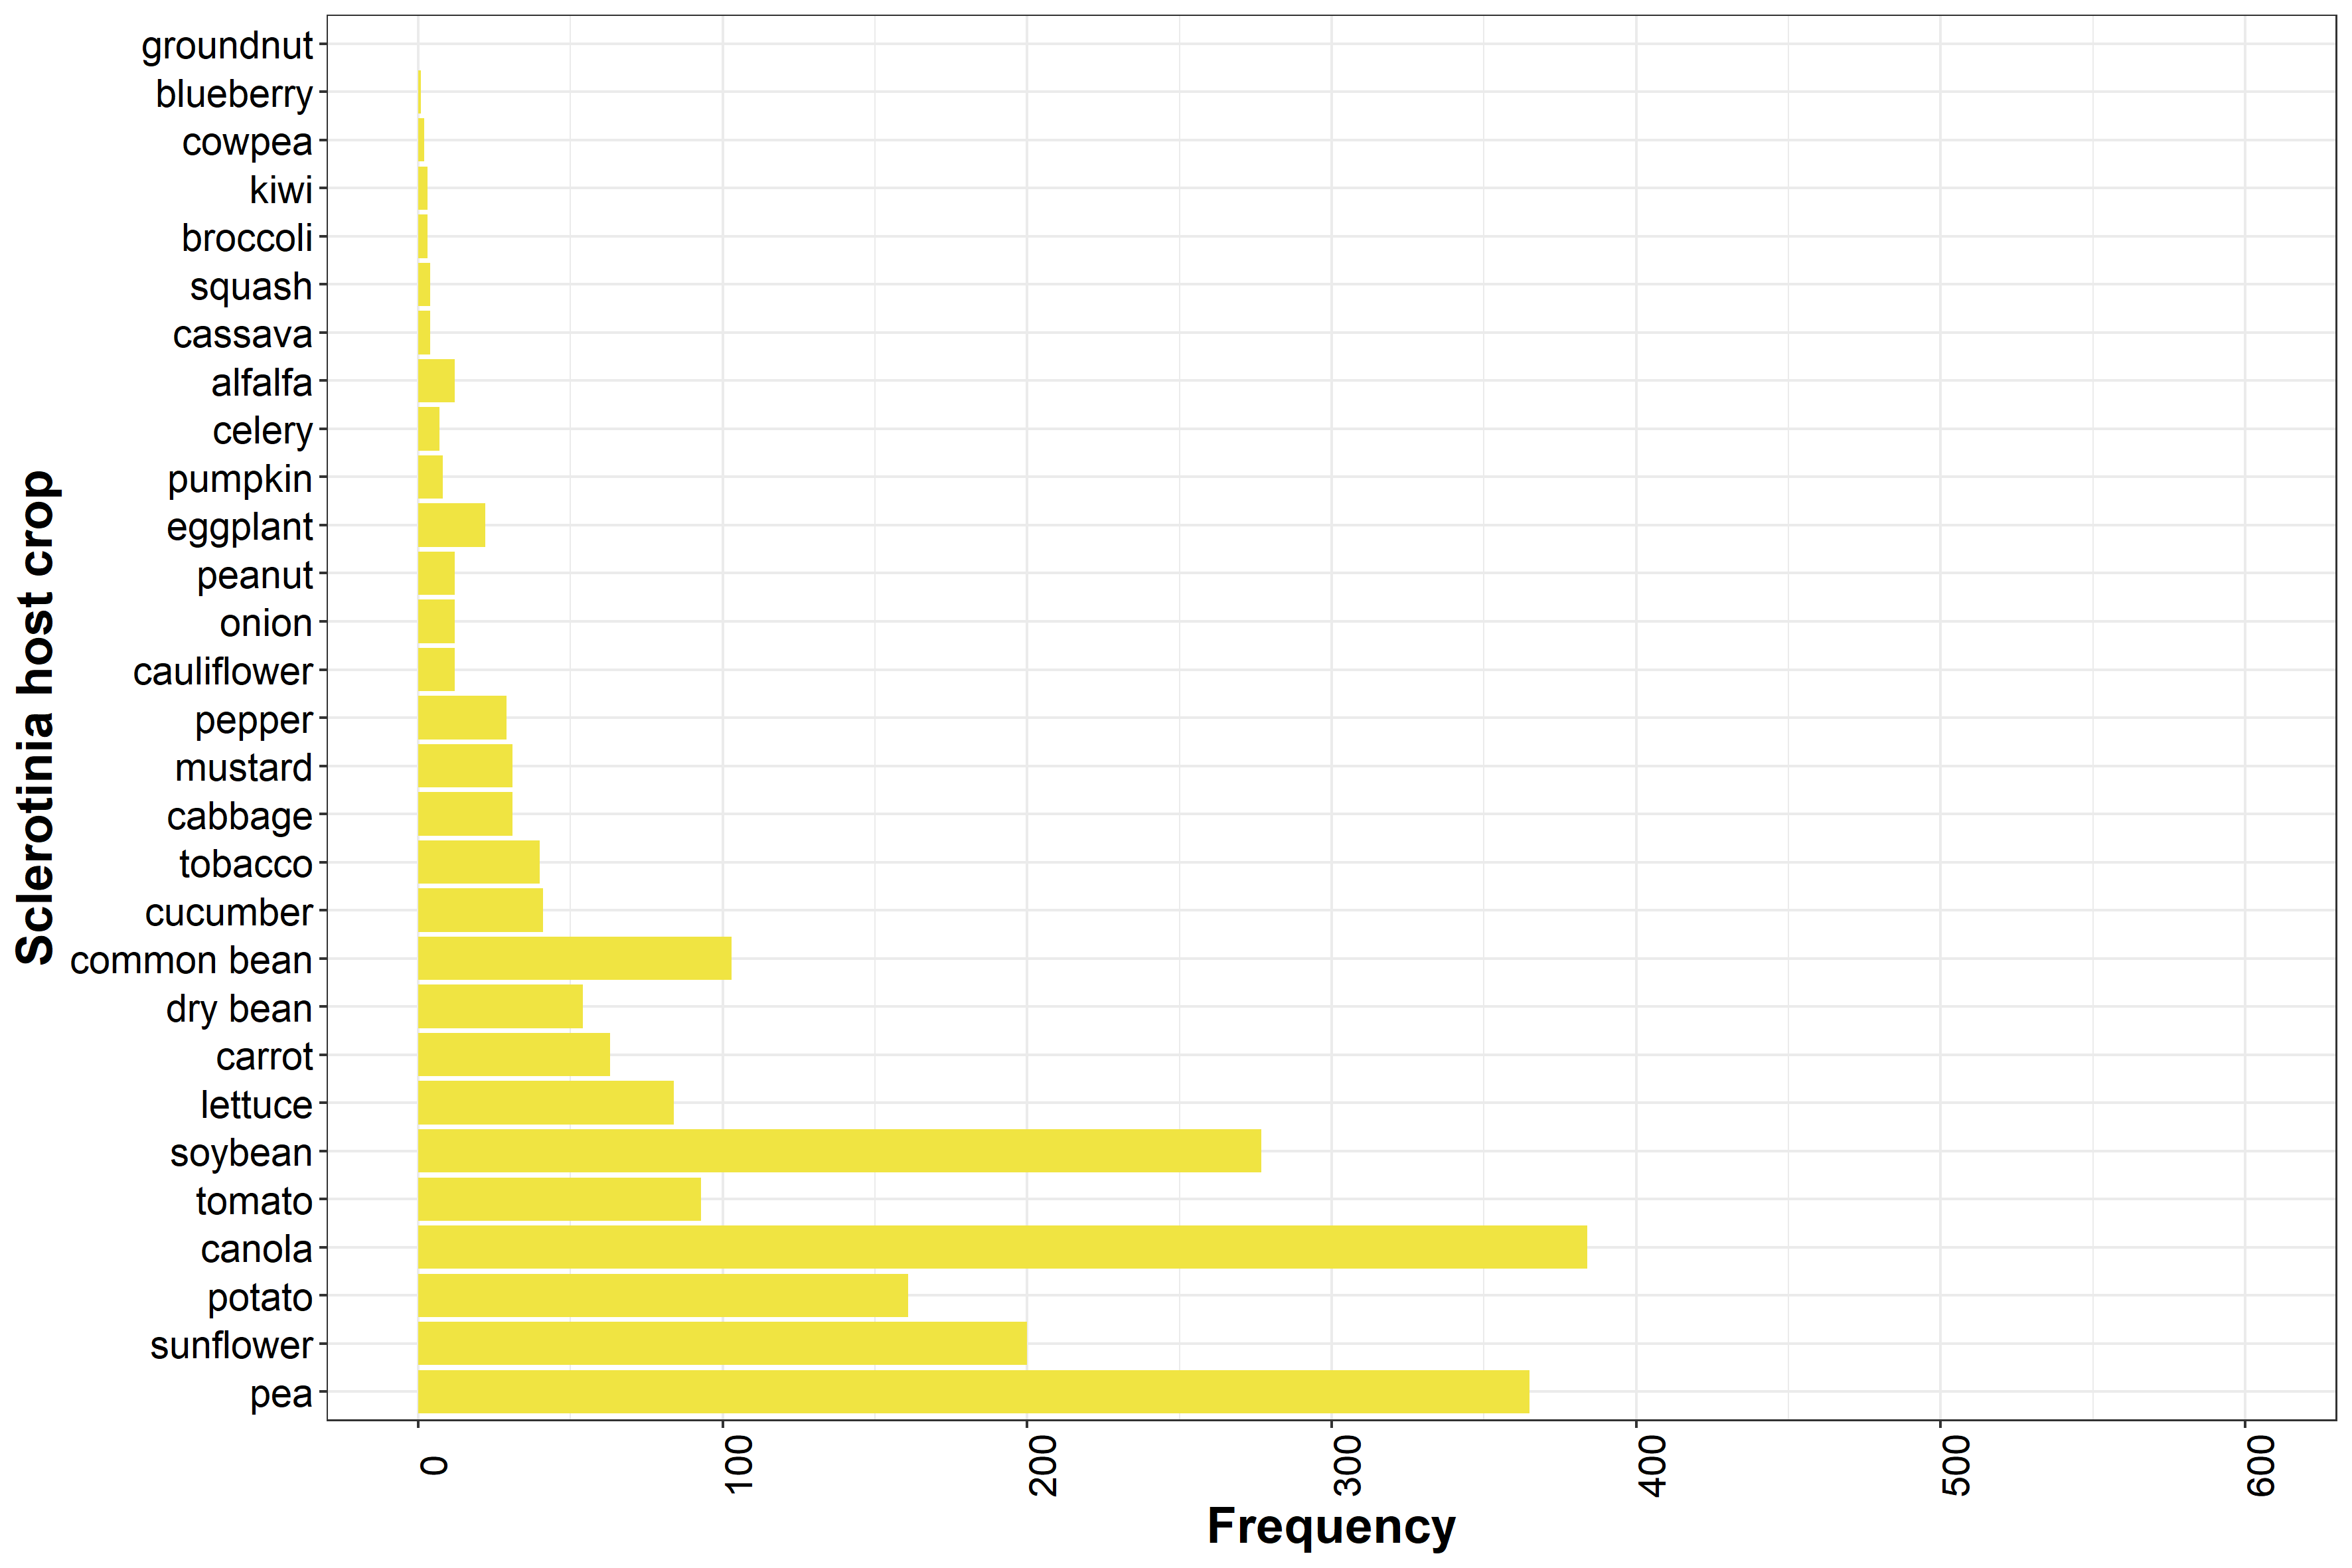 Sclerotinia host crop
groundnut
blueberry
cowpea
kiwi
broccoli
squash
cassava
alfalfa
celery
pumpkin
eggplant
peanut
onion
cauliflower
pepper
mustard
cabbage
tobacco
cucumber
common bean
dry bean
carrot
lettuce
soybean
tomato
canola
potato
sunflower
pea
0 100 200 300 400 500 600
Frequency